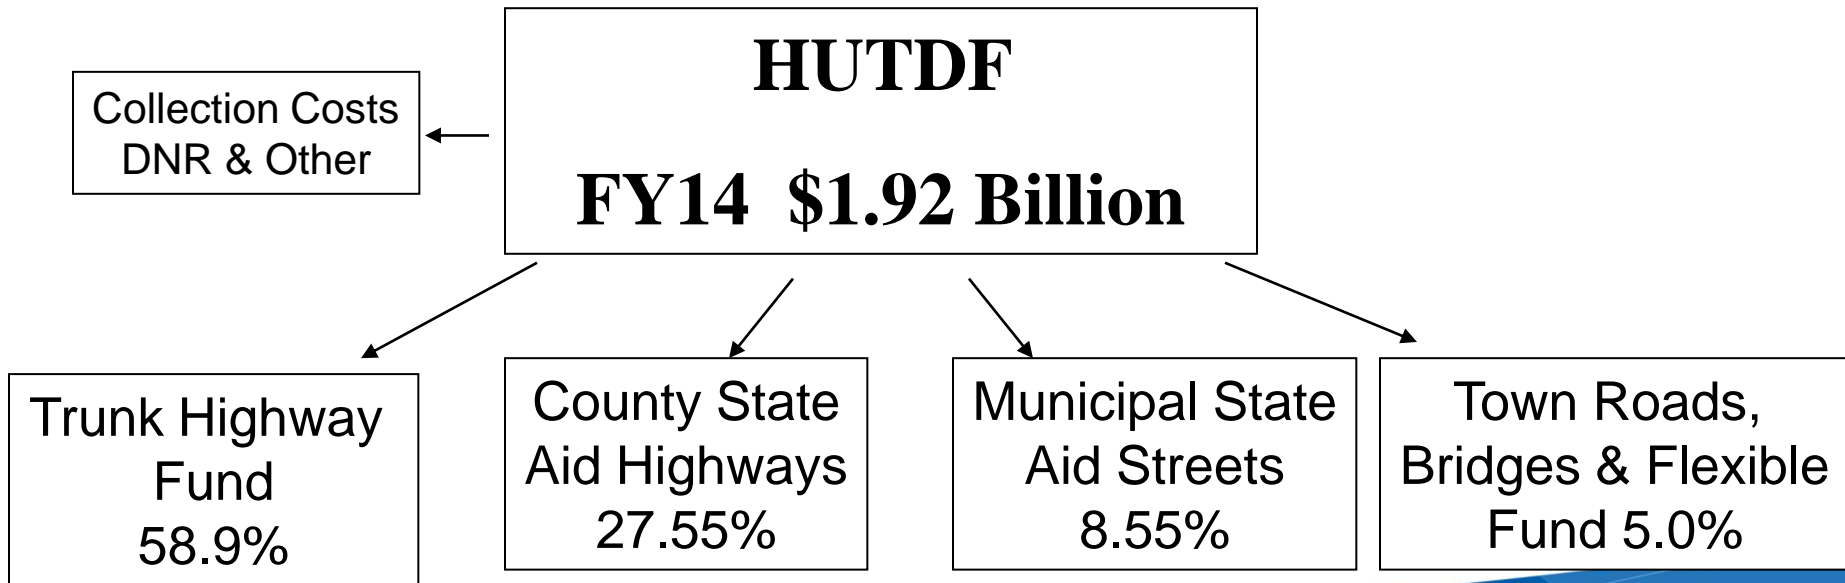 HUTDF
FY14 $1.92 Billion
Collection Costs
DNR & Other
Trunk Highway
Fund
58.9%
County State
Aid Highways
27.55%
Municipal State
Aid Streets
8.55%
Town Roads,
Bridges & Flexible
Fund 5.0%